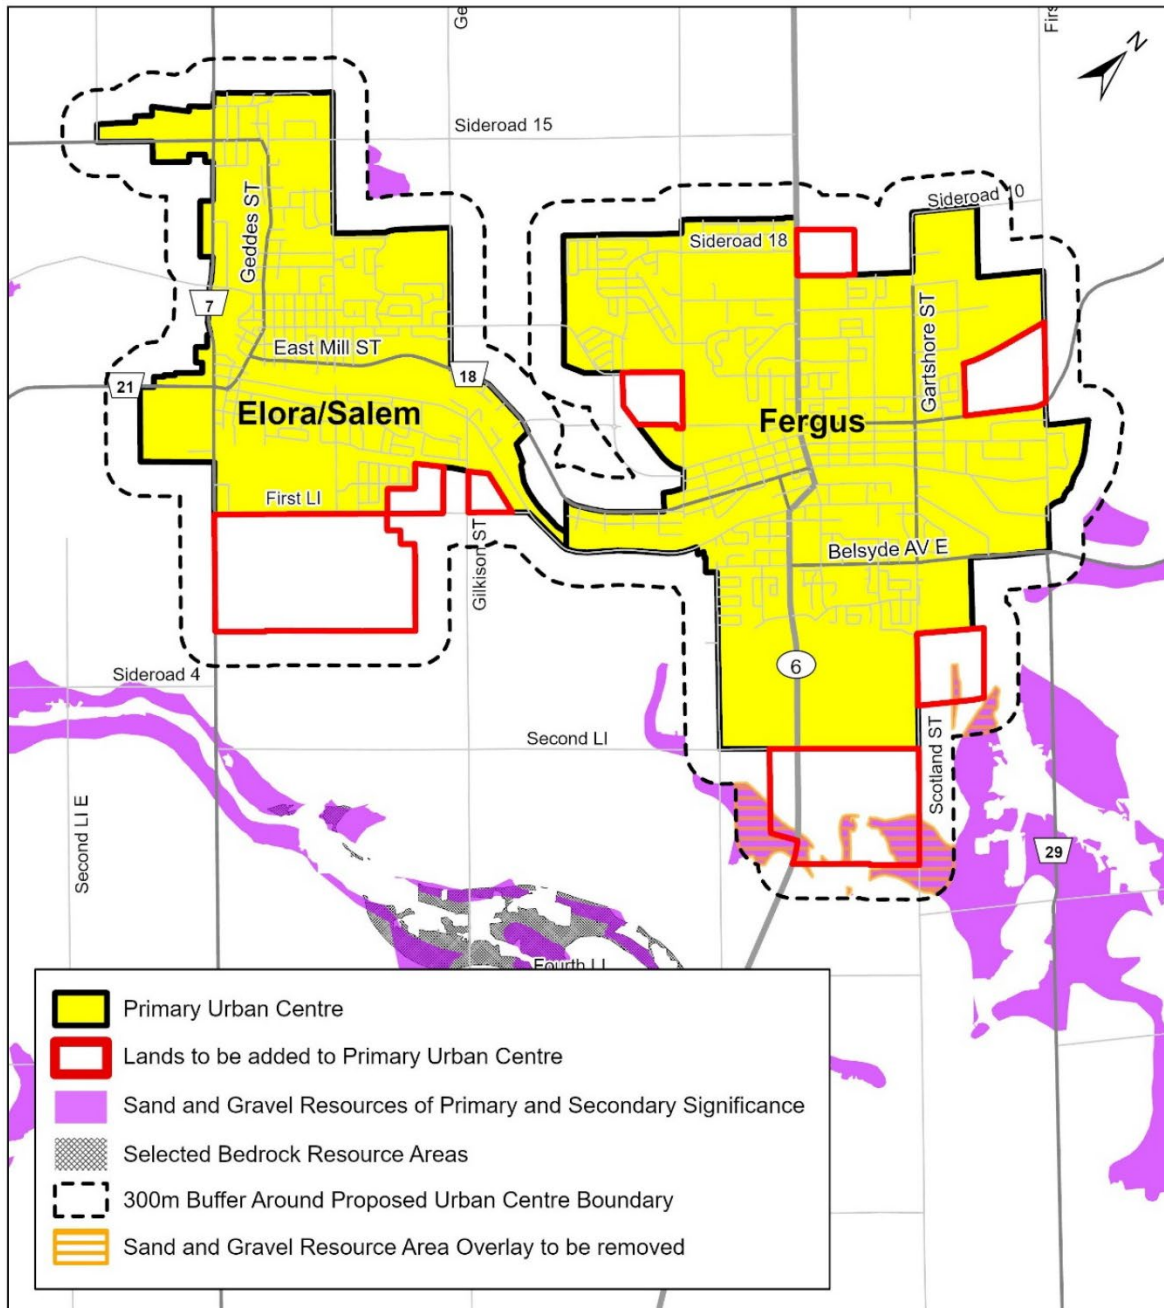 Ge
Firs
N
Sideroad 15
Sideroad 10
Geddes ST
Sideroad 18
7
Gartshore ST
East Mill ST
18
21
Elora/Salem
Fergus
First LI
Gilkison ST
Belsyde AV E
6
Sideroad 4
Second LI
Scotland ST
Second LI E
29
Fourth LI
Primary Urban Centre
Lands to be added to Primary Urban Centre
Sand and Gravel Resources of Primary and Secondary Significance
Selected Bedrock Resource Areas
300m Buffer Around Proposed Urban Centre Boundary
Sand and Gravel Resource Area Overlay to be removed